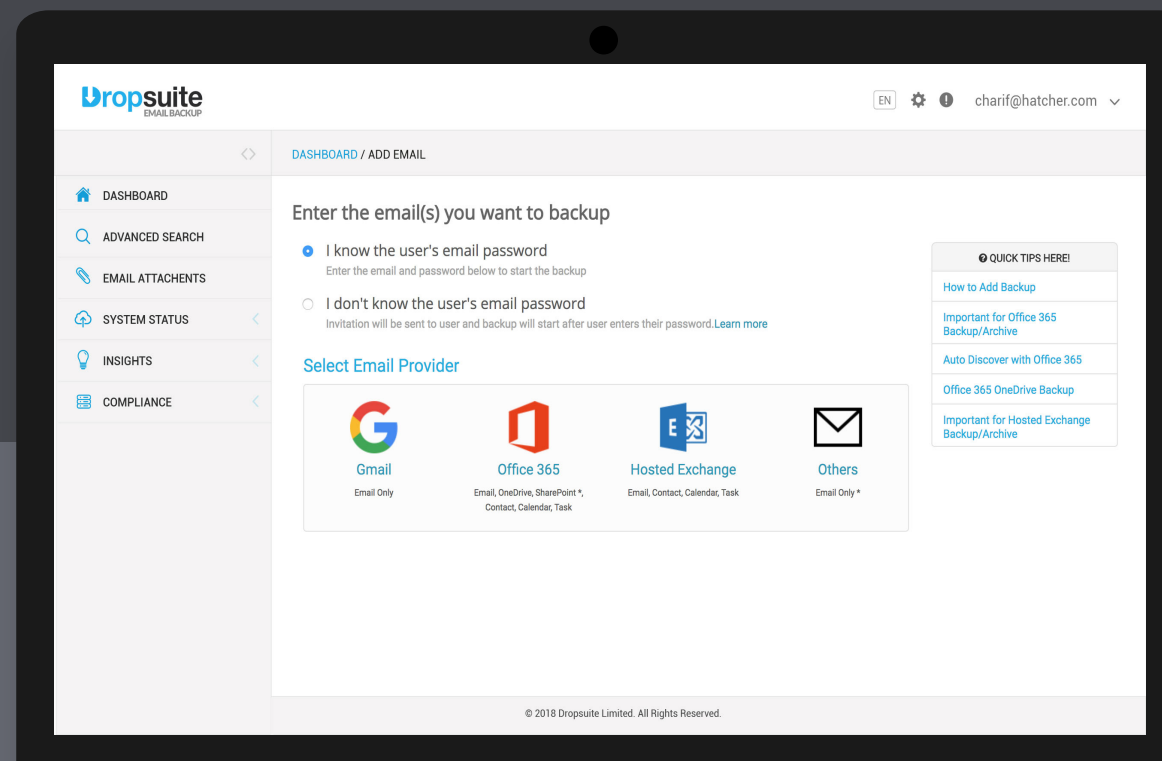 Dropsuite
EMAIL BACKUP
EN
charif@hatcher.com
DASHBOARD / ADD EMAIL
DASHBOARD
ADVANCED SEARCH
EMAIL ATTACHENTS
SYSTEM STATUS
INSIGHTS
COMPLIANCE
Enter the email(s) you want to backup
I know the user's email password
Enter the email and password below to start the backup
I don't know the user's email password
Invitation will be sent to user and backup will start after user enters their password.Learn more
Select Email Provider
Gmail
Email Only
Office 365
Email, OneDrive, SharePoint *,
Contact, Calendar, Task
E
Hosted Exchange
Email, Contact, Calendar, Task
Others
Email Only *
QUICK TIPS HERE!
How to Add Backup
Important for Office 365
Backup/Archive
Auto Discover with Office 365
Office 365 OneDrive Backup
Important for Hosted Exchange
Backup/Archive
© 2018 Dropsuite Limited. All Rights Reserved.